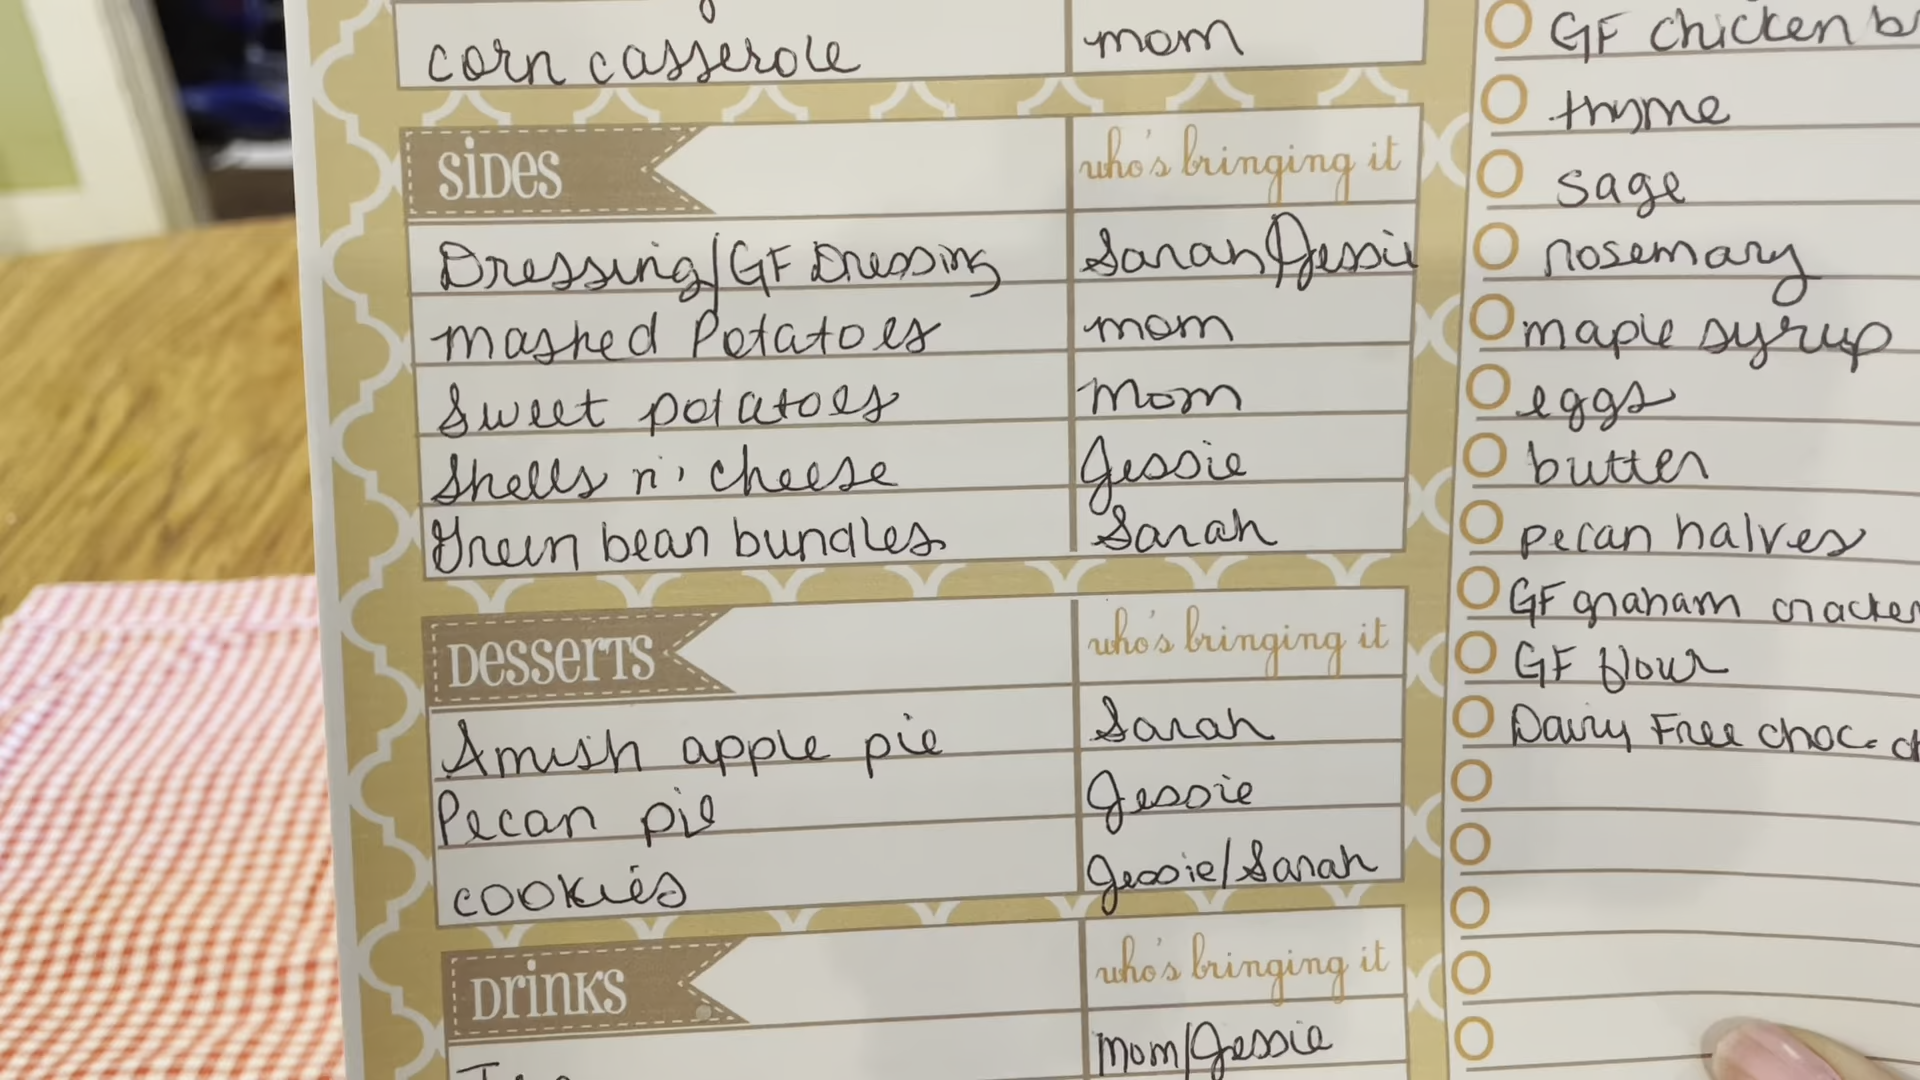 corn casserole mom
SIDES who's bringing it
Dressing/GF Dressing Sarah/Jessie
mashed Potatoes mom
Sweet potatoes Mom
Shells n' cheese Jessie
Green bean bundles Sarah
DESSERTS who's bringing it
Amish apple pie Sarah
Pecan pie Jessie
cookies Jessie/Sarah
DRINKS who's bringing it
Mom/Jessie
GF chicken
thyme
sage
rosemary
maple syrup
eggs
butter
pecan halves
GF graham cracker
GF flour
Dairy Free choc.